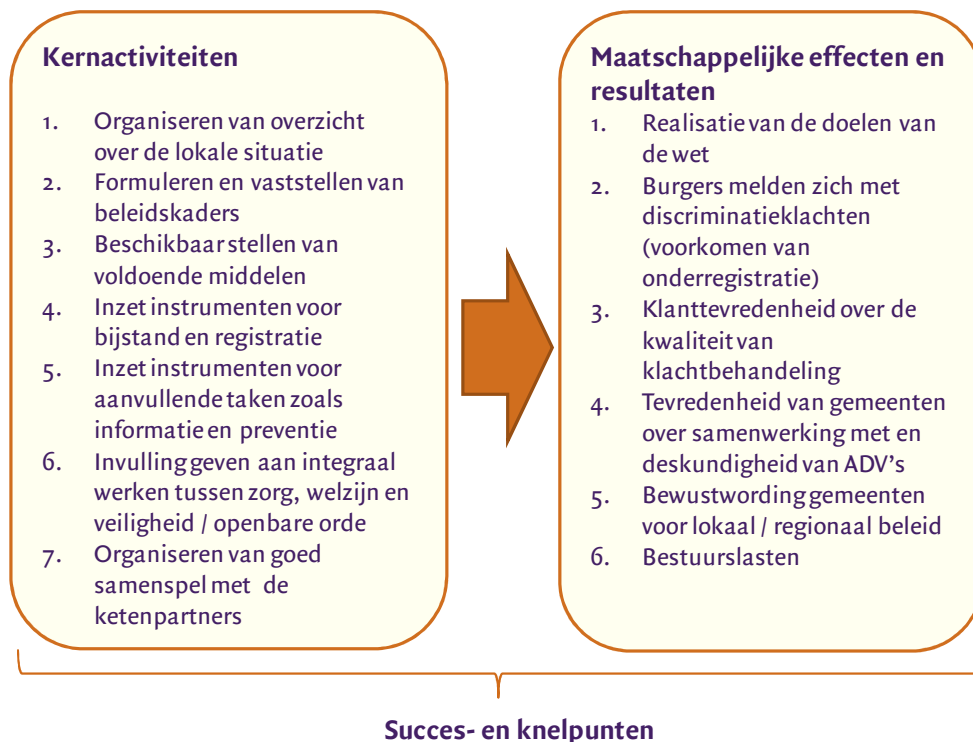 Kernactiviteiten
1. Organiseren van overzicht
over de lokale situatie
2. Formuleren en vaststellen van
beleidskaders
3. Beschikbaar stellen van
voldoende middelen
4. Inzet instrumenten voor
bijstand en registratie
5. Inzet instrumenten voor
aanvullende taken zoals
informatie en preventie
6. Invulling geven aan integraal
werken tussen zorg, welzijn en
veiligheid / openbare orde
7. Organiseren van goed
samenspel met de
ketenpartners
Maatschappelijke effecten en
resultaten
1. Realisatie van de doelen van
de wet
2. Burgers melden zich met
discriminatieklachten
(voorkomen van
onderregistratie)
3. Klanttevredenheid over de
kwaliteit van
klachtbehandeling
4. Tevredenheid van gemeenten
over samenwerking met en
deskundigheid van ADV's
5. Bewustwording gemeenten
voor lokaal / regionaal beleid
6. Bestuurslasten
Succes- en knelpunten